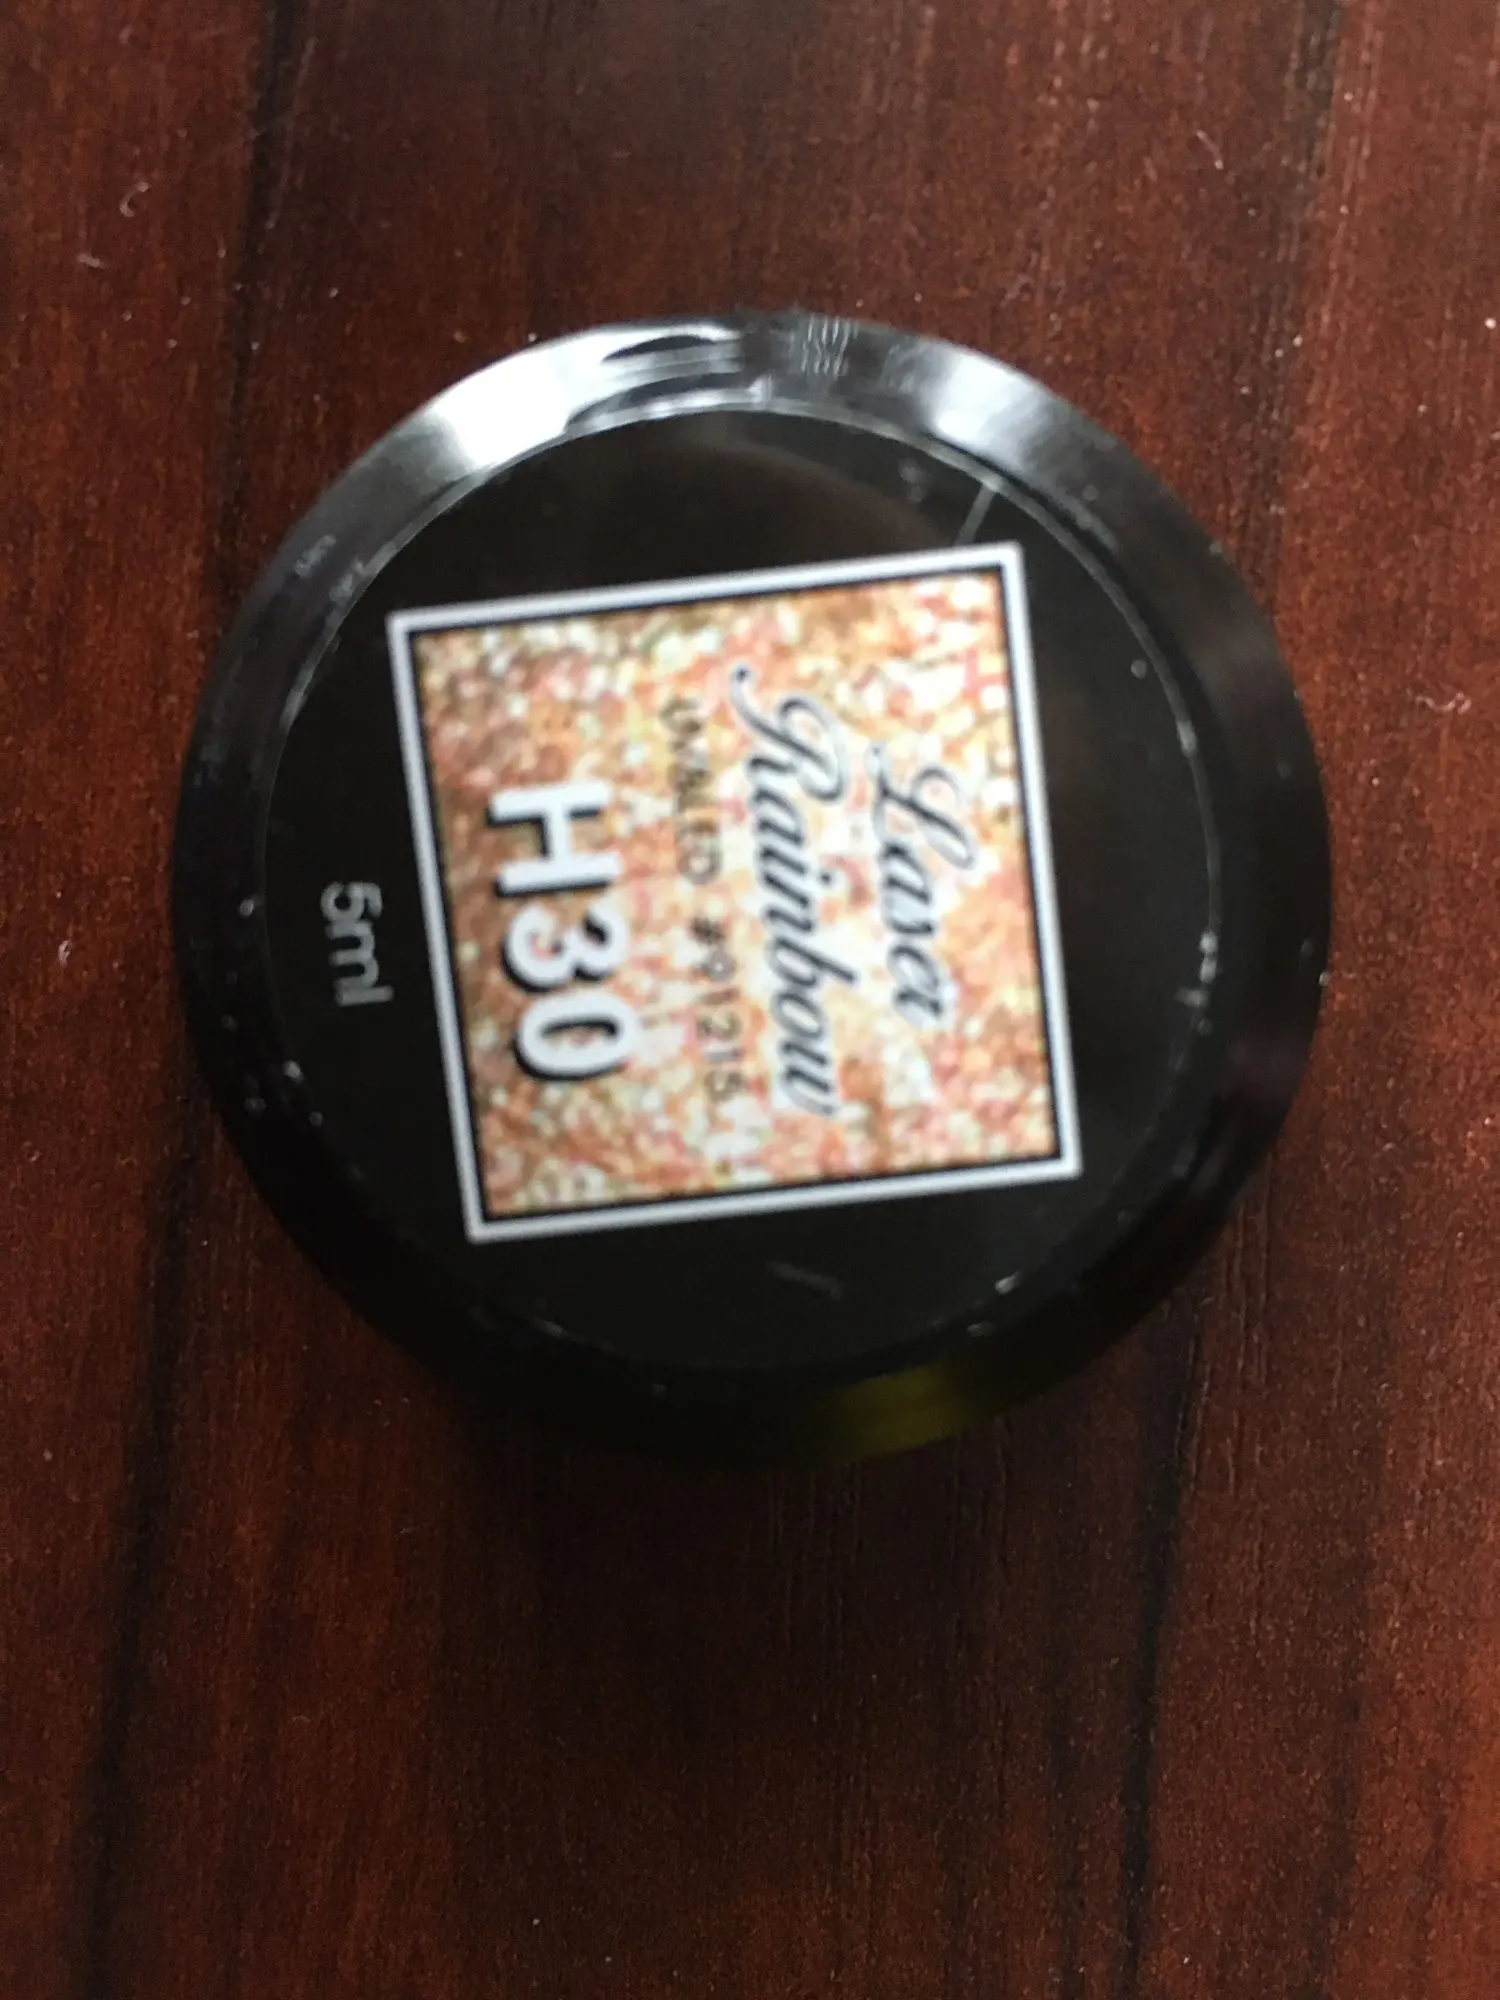 Laser
Rainbow
UV&LED #91215
H30
5ml